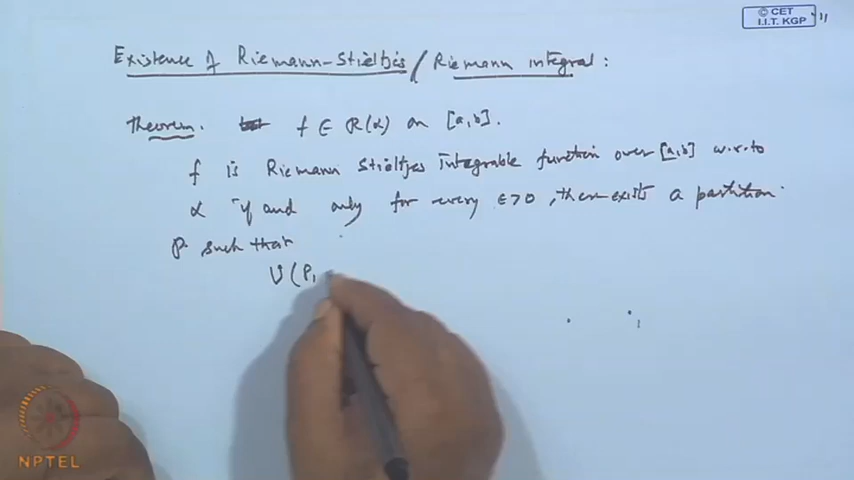 © CET
I.I.T. KGP
Existence of Riemann-Stieltjes / Riemann integral :
Theorem. f ∈ R(α) on [a,b].
f is Riemann Stieltjes Integrable function over [a,b] w.r.to
α if and only for every ε>0, there exists a partition
P such that
U(P,
NPTEL